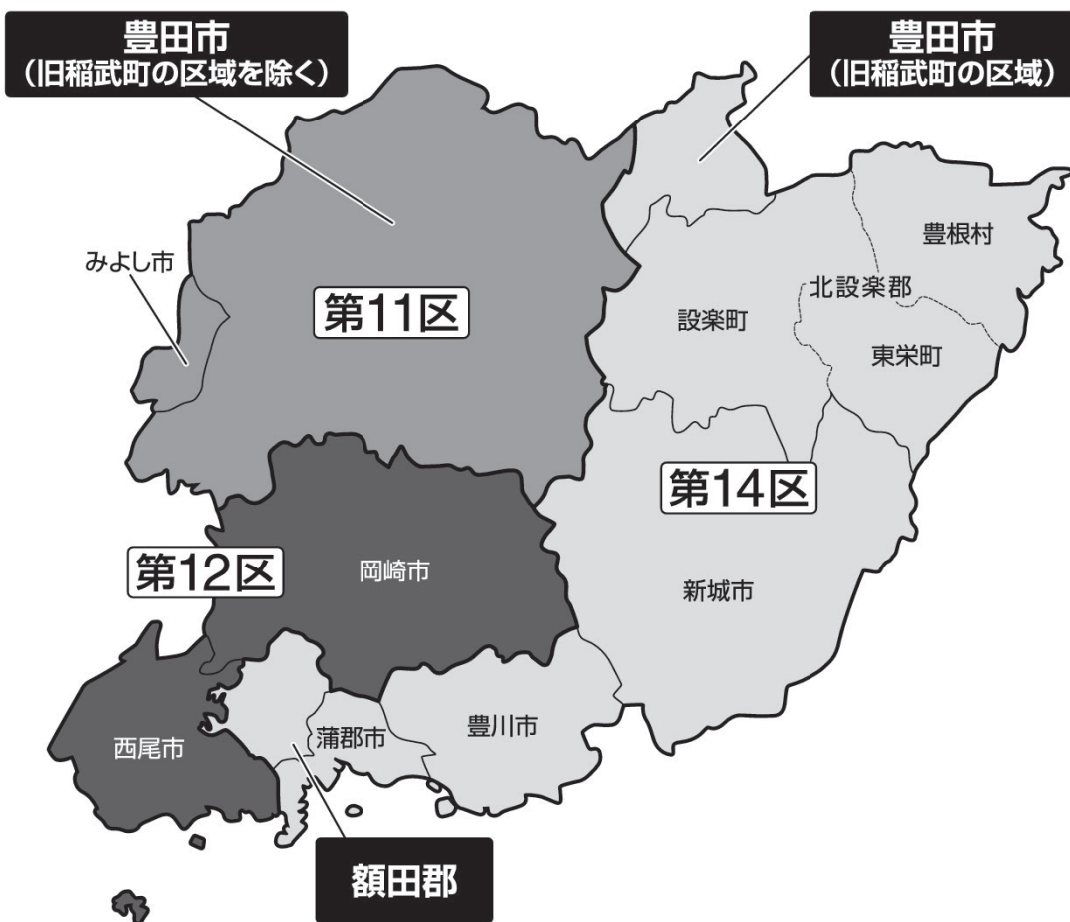 豊田市
(旧稲武町の区域を除く)
豊田市
(旧稲武町の区域)
みよし市
第11区
豊根村
北設楽郡
設楽町
東栄町
第14区
第12区
岡崎市
新城市
西尾市
蒲郡市
豊川市
額田郡